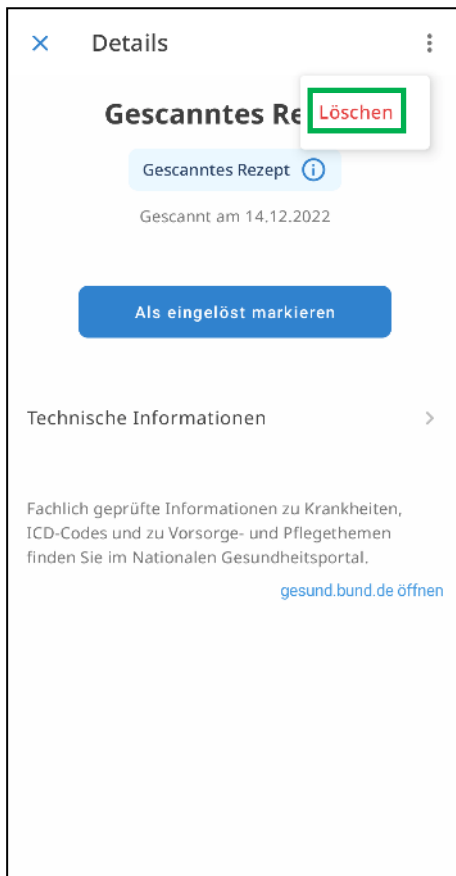 Details
Gescanntes Re
Löschen
Gescanntes Rezept
Gescannt am 14.12.2022
Als eingelöst markieren
Technische Informationen
Fachlich geprüfte Informationen zu Krankheiten,
ICD-Codes und zu Vorsorge- und Pflegethemen
finden Sie im Nationalen Gesundheitsportal.
gesund.bund.de öffnen